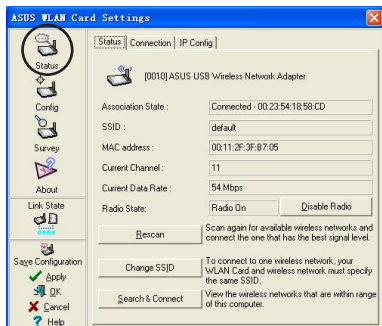 ASUS WLAN Card Settings
Status
Config
Survey
About
Link State
Save Configuration
Apply
OK
Cancel
Help
Status Connection IP Config
[0010] ASUS USB Wireless Network Adapter
Association State : Connected - 00:23:54:18:58:CD
SSID : default
MAC address : 00:11:2F:3F:B7:05
Current Channel : 11
Current Data Rate : 54 Mbps
Radio State: Radio On Disable Radio
Rescan
Scan again for available wireless networks and
connect the one that has the best signal level.
Change SSID
To connect to one wireless network, your
WLAN Card and wireless network must specify
the same SSID.
Search & Connect
View the wireless networks that are within range
of this computer.